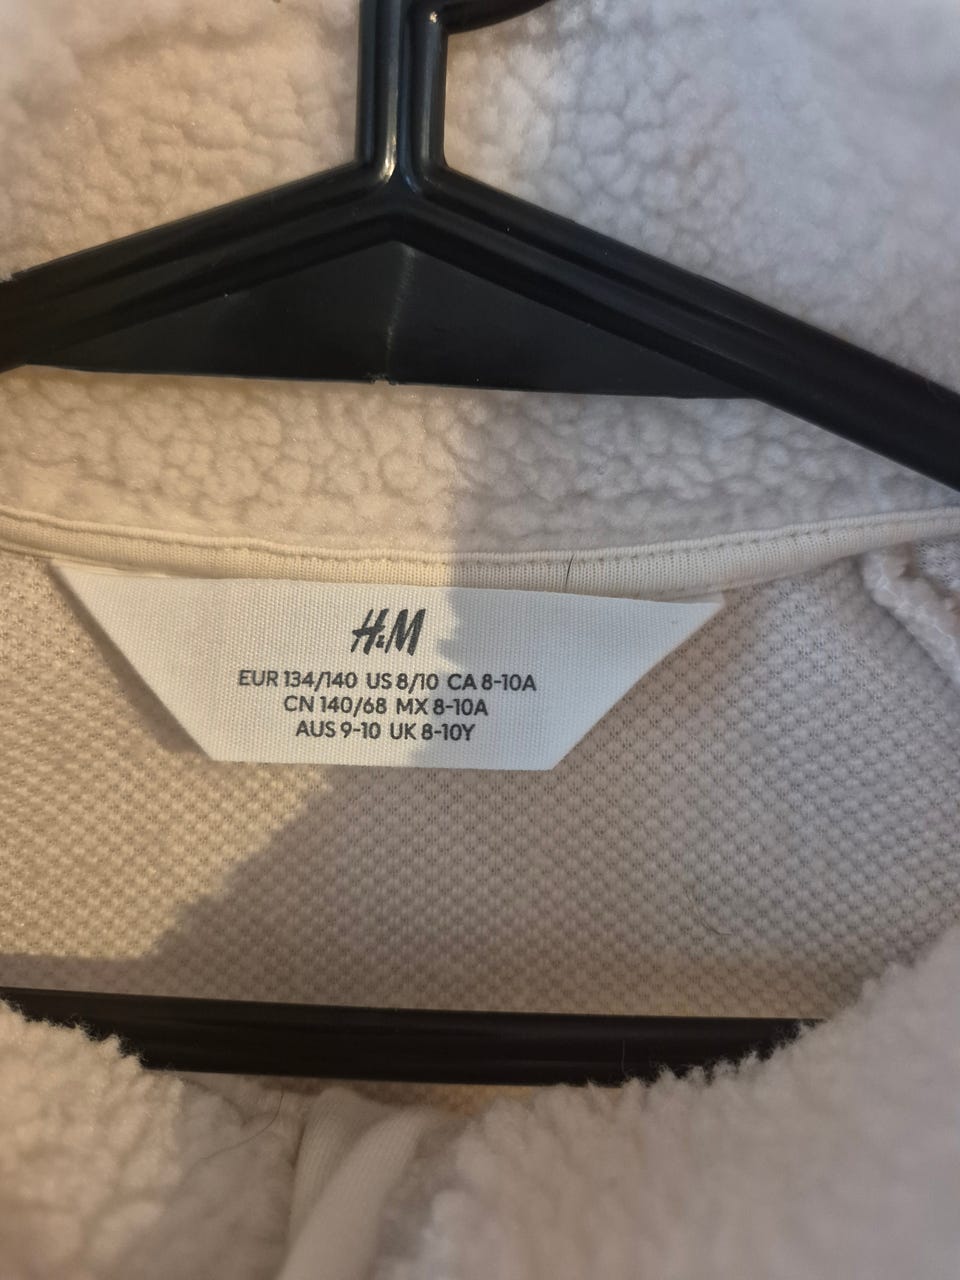 H&M
EUR 134/140 US 8/10 CA 8-10A
CN 140/68 MX 8-10A
AUS 9-10 UK 8-10Y